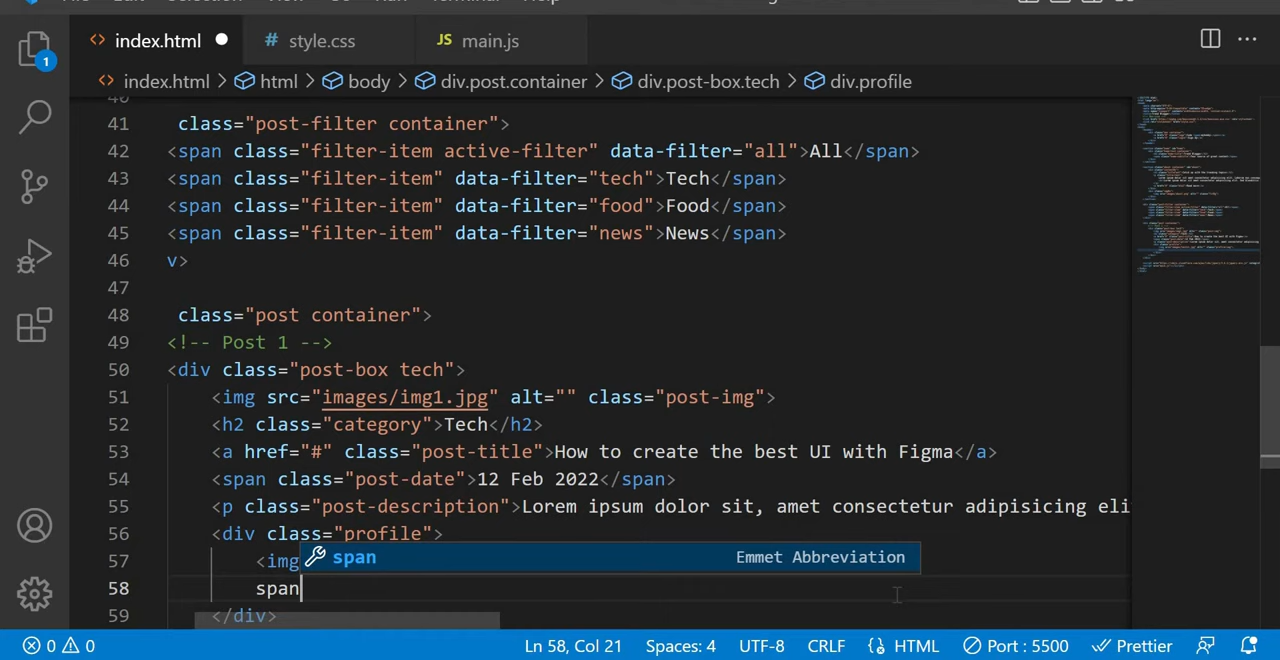 index.html
# style.css
JS main.js
1
index.html > html > body > div.post.container > div.post-box.tech > div.profile
41 class="post-filter container">
42 <span class="filter-item active-filter" data-filter="all">All</span>
43 <span class="filter-item" data-filter="tech">Tech</span>
44 <span class="filter-item" data-filter="food">Food</span>
45 <span class="filter-item" data-filter="news">News</span>
46 v>
47
48 class="post container">
49 <!-- Post 1 -->
50 <div class="post-box tech">
51 <img src="images/img1.jpg" alt="" class="post-img">
52 <h2 class="category">Tech</h2>
53 <a href="#" class="post-title">How to create the best UI with Figma</a>
54 <span class="post-date">12 Feb 2022</span>
55 <p class="post-description">Lorem ipsum dolor sit, amet consectetur adipisicing eli
56 <div class="profile">
57 <img
span Emmet Abbreviation
58 span
59 </div>
0 0 Ln 58, Col 21 Spaces: 4 UTF-8 CRLF HTML Port : 5500 Prettier